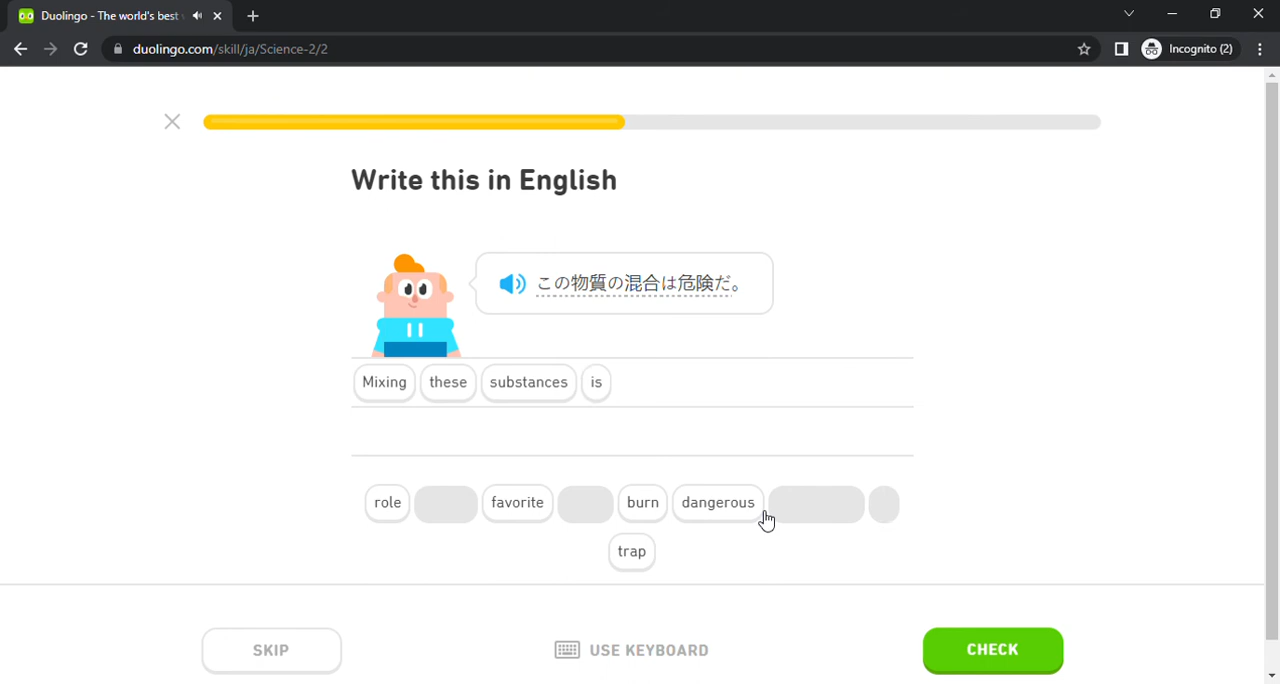 Duolingo - The world's best
duolingo.com/skill/ja/Science-2/2
Incognito (2)
Write this in English
この物質の混合は危険だ。
Mixing these substances is
role favorite burn dangerous
trap
SKIP USE KEYBOARD CHECK